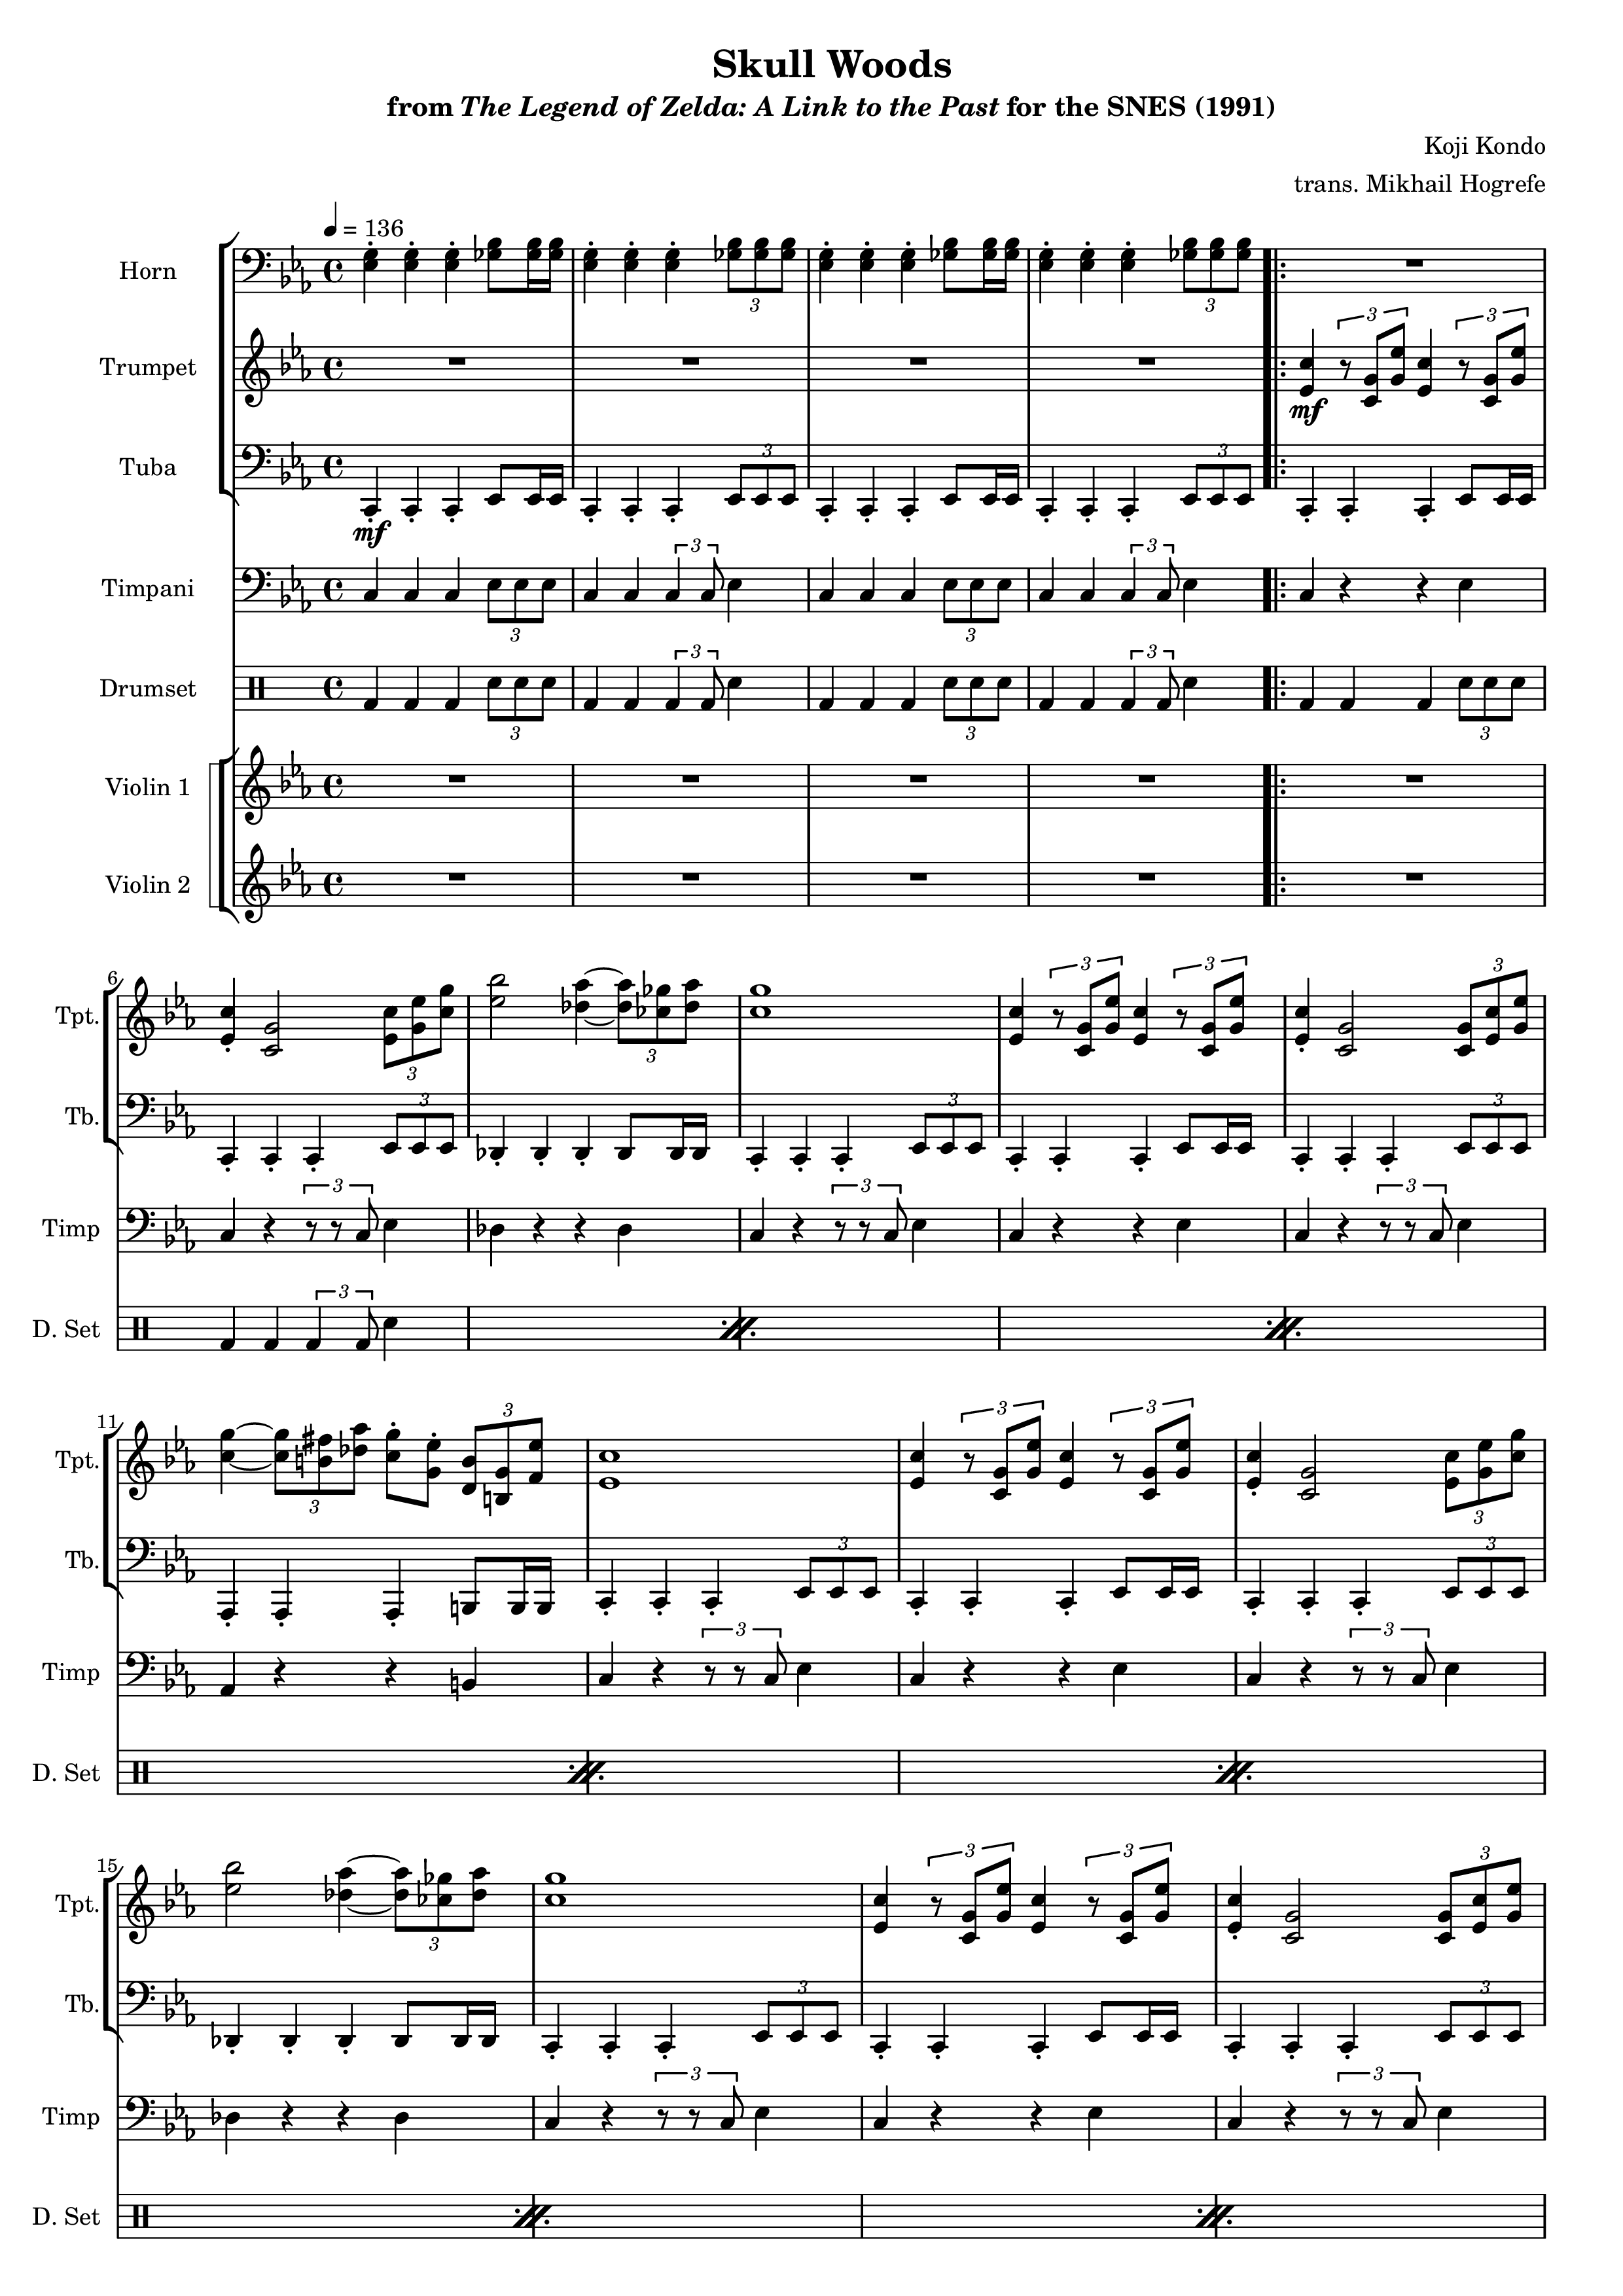 Skull Woods
from The Legend of Zelda: A Link to the Past for the SNES (1991)
Koji Kondo
trans. Mikhail Hogrefe
= 136
Horn
3
3
Trumpet
3
3
mf
Tuba
3
3
mf
Timpani
3
3
3
3
Drumset
3
3
3
3
3
Violin 1
Violin 2
6
Tpt.
3
3
3
3
3
Tb.
3
3
3
Timp
3
3
3
D. Set
3
11
Tpt.
3
3
3
3
3
Tb.
3
3
Timp
3
3
D. Set
15
Tpt.
3
3
3
3
Tb.
3
3
Timp
3
3
D. Set